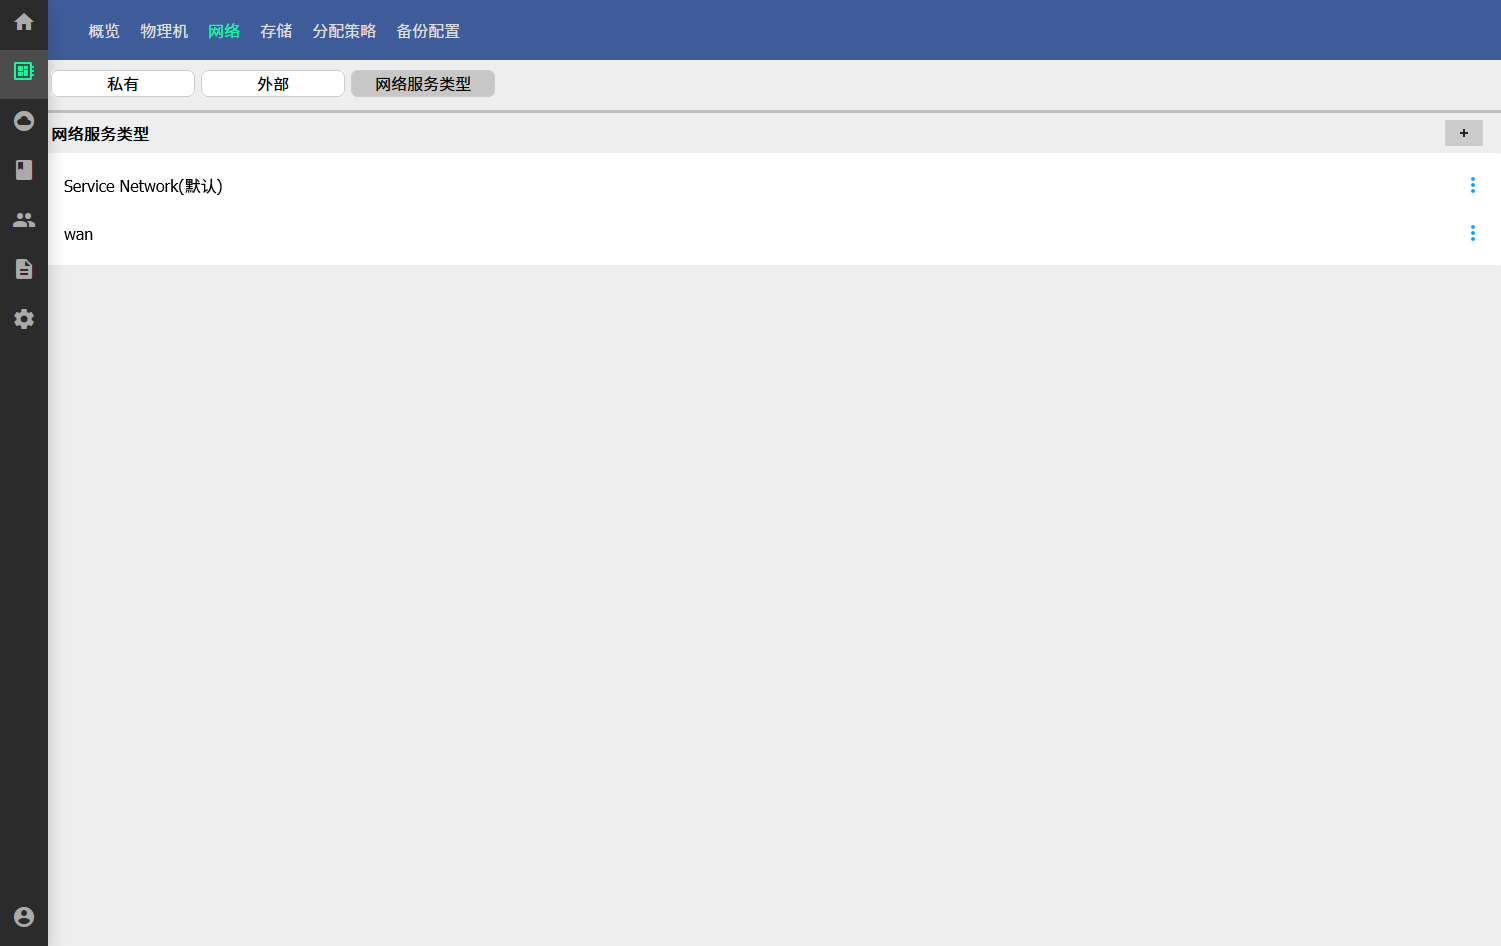 概览 物理机 网络 存储 分配策略 备份配置
私有 外部 网络服务类型
网络服务类型 +
Service Network(默认)
wan